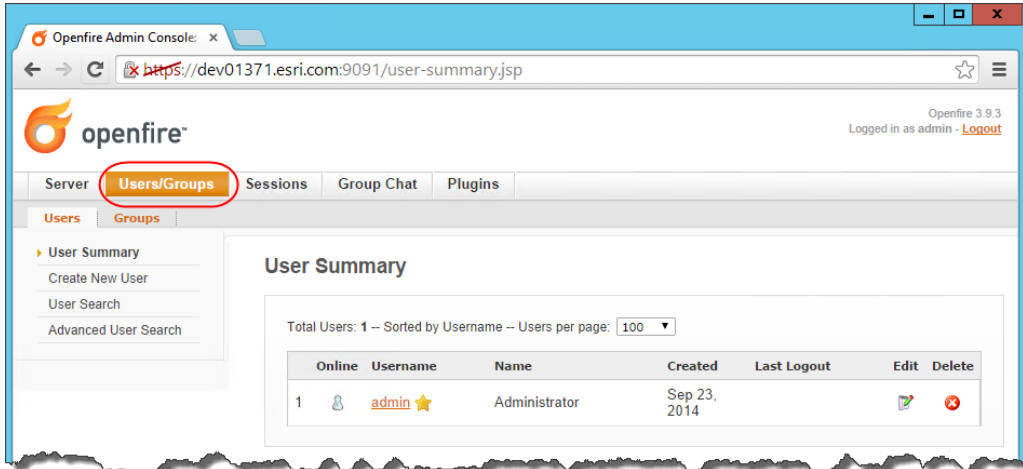 Openfire Admin Console:
https://dev01371.esri.com:9091/user-summary.jsp
openfire™
Openfire 3.9.3
Logged in as admin - Logout
Server Users/Groups Sessions Group Chat Plugins
Users Groups
User Summary
Create New User
User Search
Advanced User Search
User Summary
Total Users: 1 -- Sorted by Username -- Users per page: 100
Online Username Name Created Last Logout Edit Delete
1 admin Administrator Sep 23,
2014